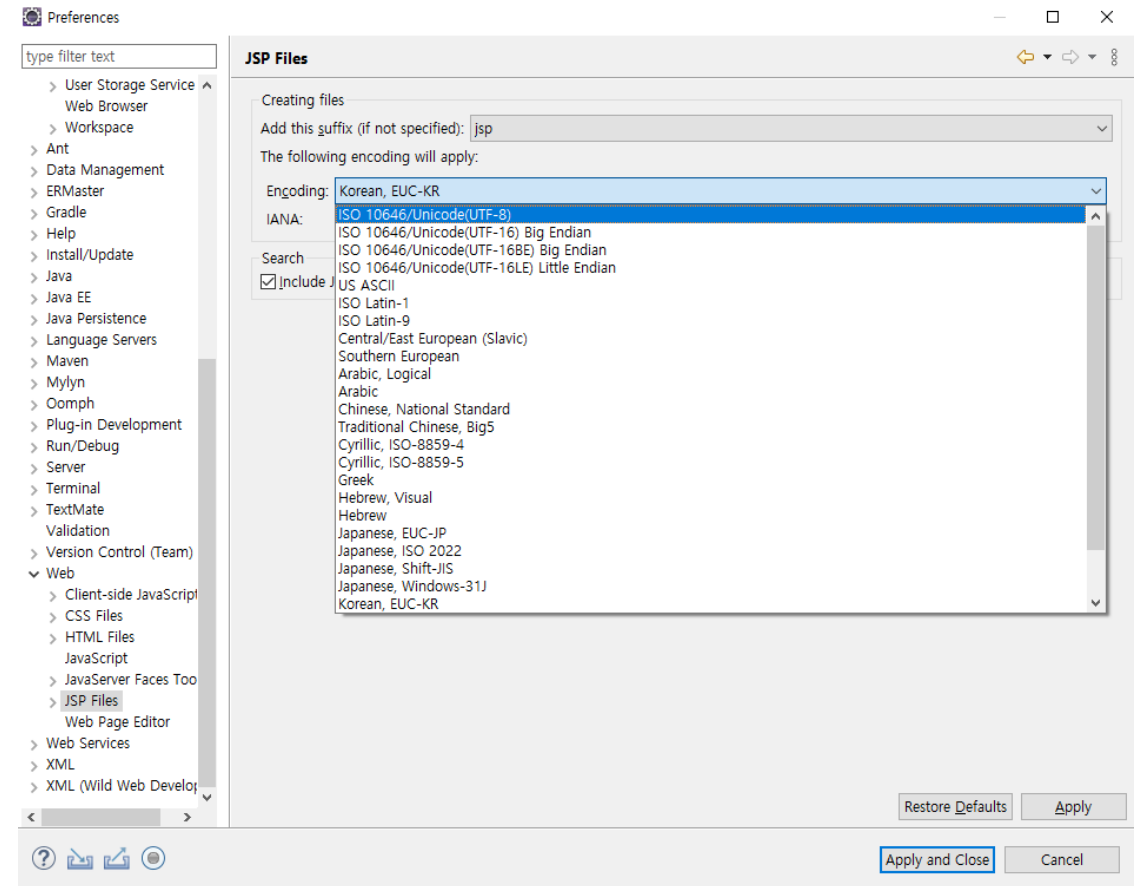 Preferences
type filter text
User Storage Service
Web Browser
Workspace
Ant
Data Management
ERMaster
Gradle
Help
Install/Update
Java
Java EE
Java Persistence
Language Servers
Maven
Mylyn
Oomph
Plug-in Development
Run/Debug
Server
Terminal
TextMate
Validation
Version Control (Team)
Web
Client-side JavaScript
CSS Files
HTML Files
JavaScript
JavaServer Faces Too
JSP Files
Web Page Editor
Web Services
XML
XML (Wild Web Develop
JSP Files
Creating files
Add this suffix (if not specified): jsp
The following encoding will apply:
Encoding: Korean, EUC-KR
IANA:
Search
Include J
ISO 10646/Unicode(UTF-8)
ISO 10646/Unicode(UTF-16) Big Endian
ISO 10646/Unicode(UTF-16BE) Big Endian
ISO 10646/Unicode(UTF-16LE) Little Endian
US ASCII
ISO Latin-1
ISO Latin-9
Central/East European (Slavic)
Southern European
Arabic, Logical
Arabic
Chinese, National Standard
Traditional Chinese, Big5
Cyrillic, ISO-8859-4
Cyrillic, ISO-8859-5
Greek
Hebrew, Visual
Hebrew
Japanese, EUC-JP
Japanese, ISO 2022
Japanese, Shift-JIS
Japanese, Windows-31J
Korean, EUC-KR
Restore Defaults
Apply
Apply and Close
Cancel